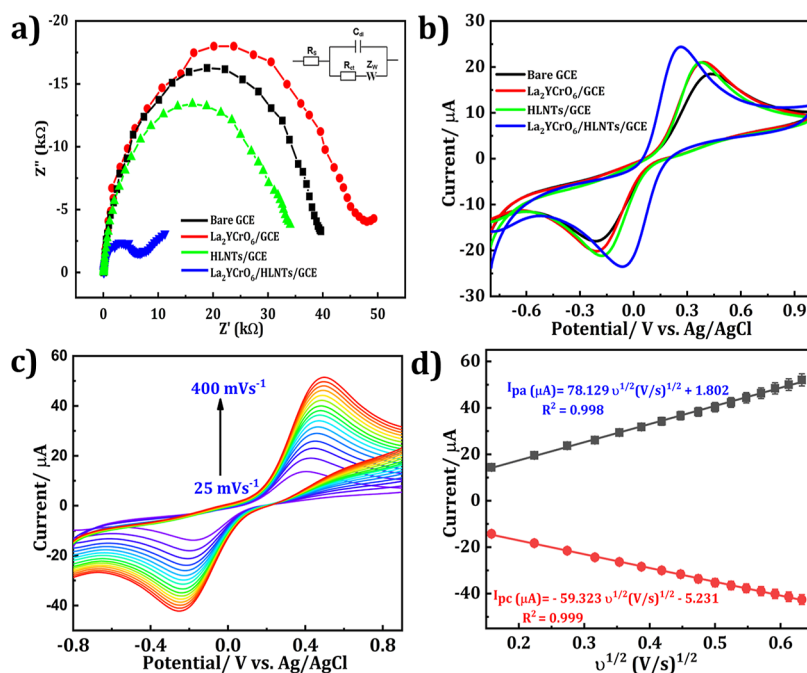 a)
-20
-15
-10
-5
0
Z'' (kΩ)
0 10 20 30 40 50
Z' (kΩ)
Bare GCE
La₂YCrO₆/GCE
HLNTs/GCE
La₂YCrO₆/HLNTs/GCE
Rs
Cdl
Rct
Zw
W
b)
30
20
10
0
-10
-20
-30
Current/ µA
-0.6 -0.3 0.0 0.3 0.6 0.9
Potential/ V vs. Ag/AgCl
Bare GCE
La₂YCrO₆/GCE
HLNTs/GCE
La₂YCrO₆/HLNTs/GCE
c)
60
40
20
0
-20
-40
Current/ µA
-0.8 -0.4 0.0 0.4 0.8
Potential/ V vs. Ag/AgCl
400 mVs⁻¹
25 mVs⁻¹
d)
60
40
20
0
-20
-40
Current/ µA
0.2 0.3 0.4 0.5 0.6
υ¹/² (V/s)¹/²
Ipa (µA)= 78.129 υ¹/²(V/s)¹/² + 1.802
R² = 0.998
Ipc (µA)= - 59.323 υ¹/²(V/s)¹/² - 5.231
R² = 0.999